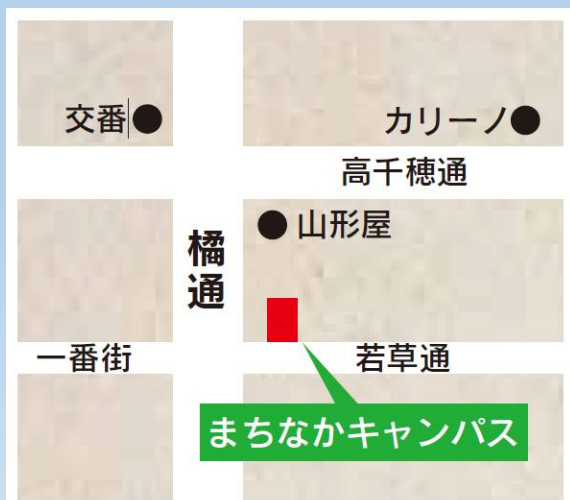 交番
カリーノ
高千穂通
山形屋
橘通
一番街
若草通
まちなかキャンパス